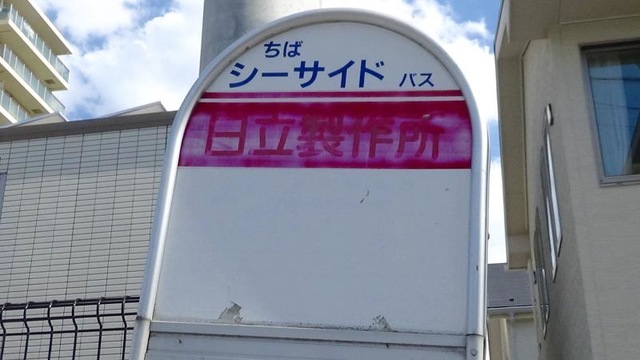 ちば
シーサイド バス
日立製作所